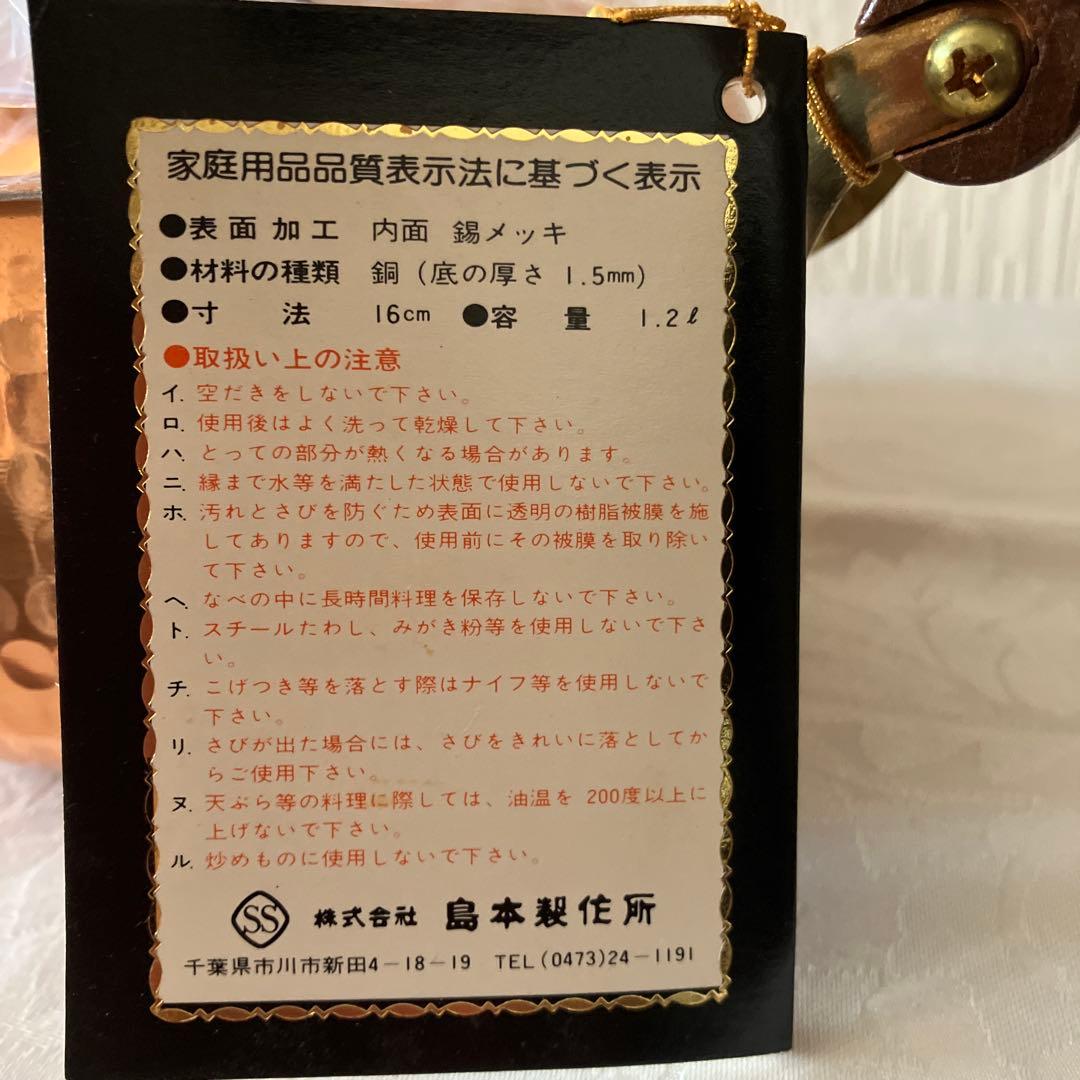 家庭用品品質表示法に基づく表示
●表面加工 内面 錫メッキ
●材料の種類 銅（底の厚さ 1.5mm）
●寸法 16cm ●容量 1.2ℓ
●取扱い上の注意
イ. 空だきをしないで下さい。
ロ. 使用後はよく洗って乾燥して下さい。
ハ. とっての部分が熱くなる場合があります。
ニ. 縁まで水等を満たした状態で使用しないで下さい。
ホ. 汚れとさびを防ぐため表面に透明の樹脂被膜を施
してありますので、使用前にその被膜を取り除い
て下さい。
ヘ. なべの中に長時間料理を保存しないで下さい。
ト. スチールたわし、みがき粉等を使用しないで下さ
い。
チ. こげつき等を落とす際はナイフ等を使用しないで
下さい。
リ. さびが出た場合には、さびをきれいに落としてか
らご使用下さい。
ヌ. 天ぷら等の料理に際しては、油温を 200度以上に
上げないで下さい。
ル. 炒めものに使用しないで下さい。
SS 株式会社 島本製作所
千葉県市川市新田4－18－19 TEL(0473)24－1191